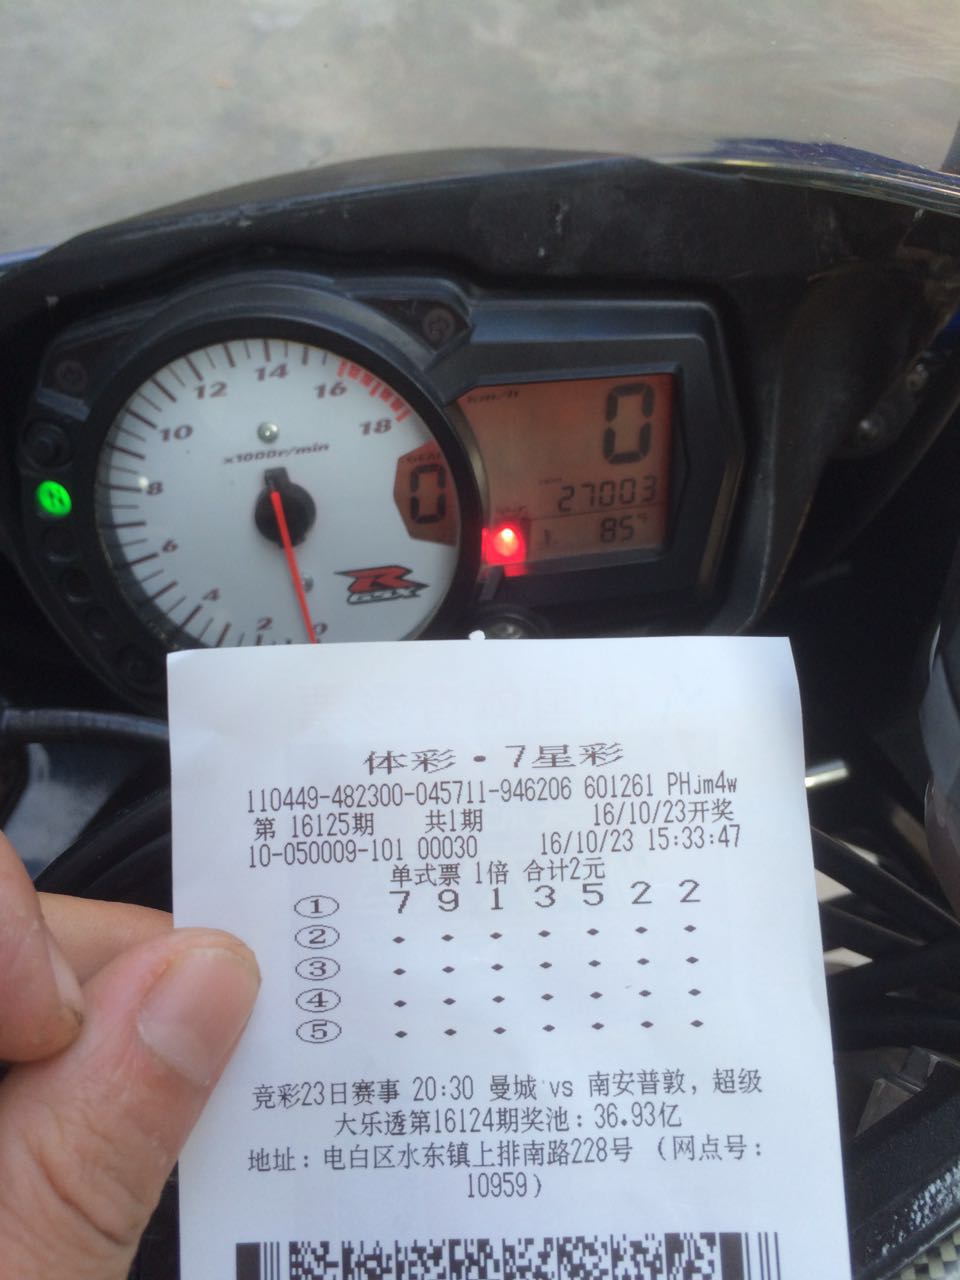 14
12
16
10
18
x1000r/min
8
6
4
2
0
GEAR
0
N
R
GSX
km/h
0
27003
85
体彩·7星彩
110449-482300-045711-946206 601261 PHjm4w
第 16125期 共1期 16/10/23开奖
10-050009-101 00030 16/10/23 15:33:47
单式票 1倍 合计2元
① 7 9 1 3 5 2 2
②
③
④
⑤
竞彩23日赛事 20:30 曼城 vs 南安普敦，超级
大乐透第16124期奖池：36.93亿
地址：电白区水东镇上排南路228号（网点号：
10959）